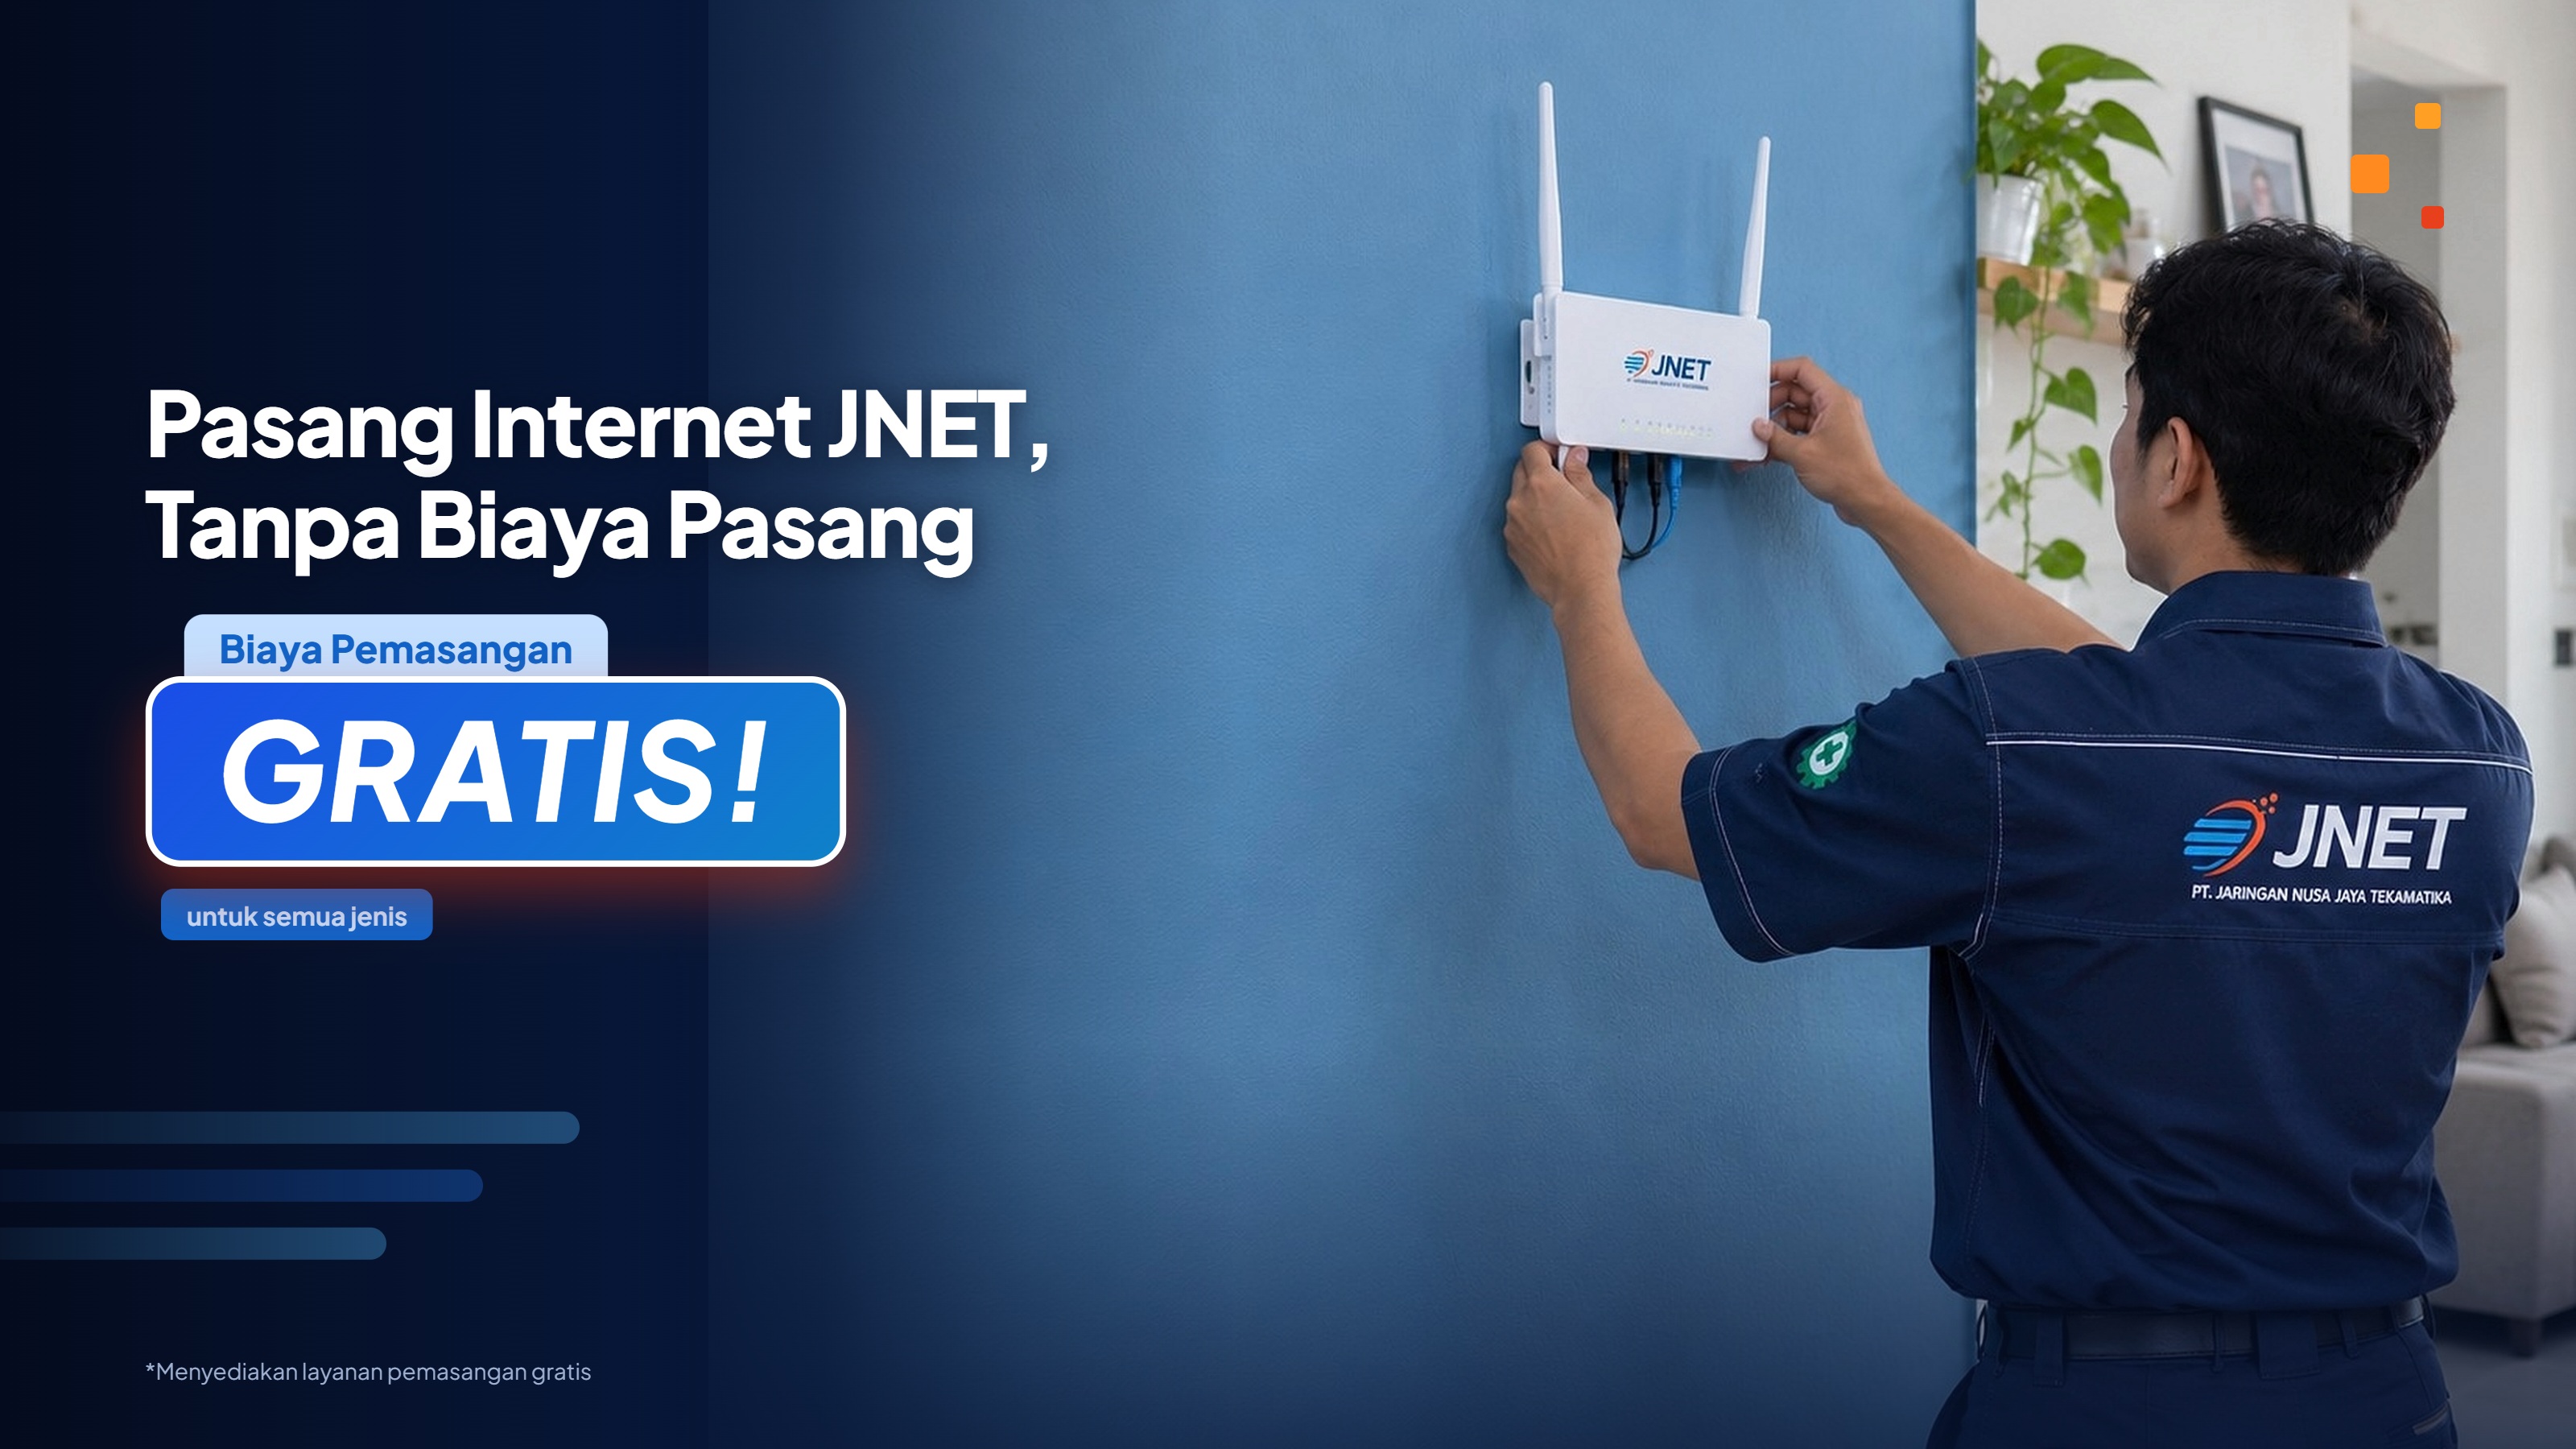 Pasang Internet JNET,
Tanpa Biaya Pasang
Biaya Pemasangan
GRATIS!
untuk semua jenis
*Menyediakan layanan pemasangan gratis
JNET
JNET
PT. JARINGAN NUSA JAYA TEKAMATIKA